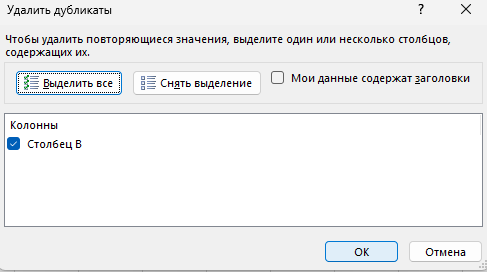 Удалить дубликаты
?
Чтобы удалить повторяющиеся значения, выделите один или несколько столбцов,
содержащих их.
Выделить все
Снять выделение
Мои данные содержат заголовки
Колонны
Столбец B
ОК
Отмена